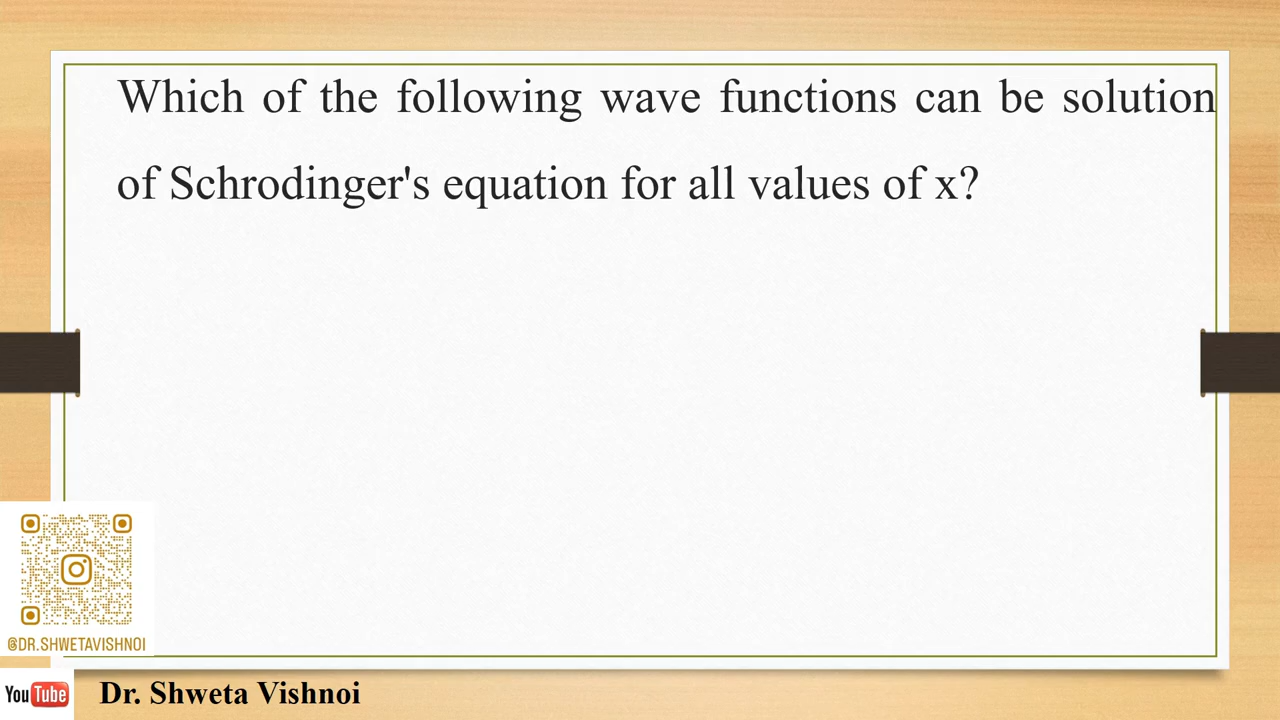 Which of the following wave functions can be solution
of Schrodinger's equation for all values of x?
@DR.SHWETAVISHNOI
YouTube
Dr. Shweta Vishnoi